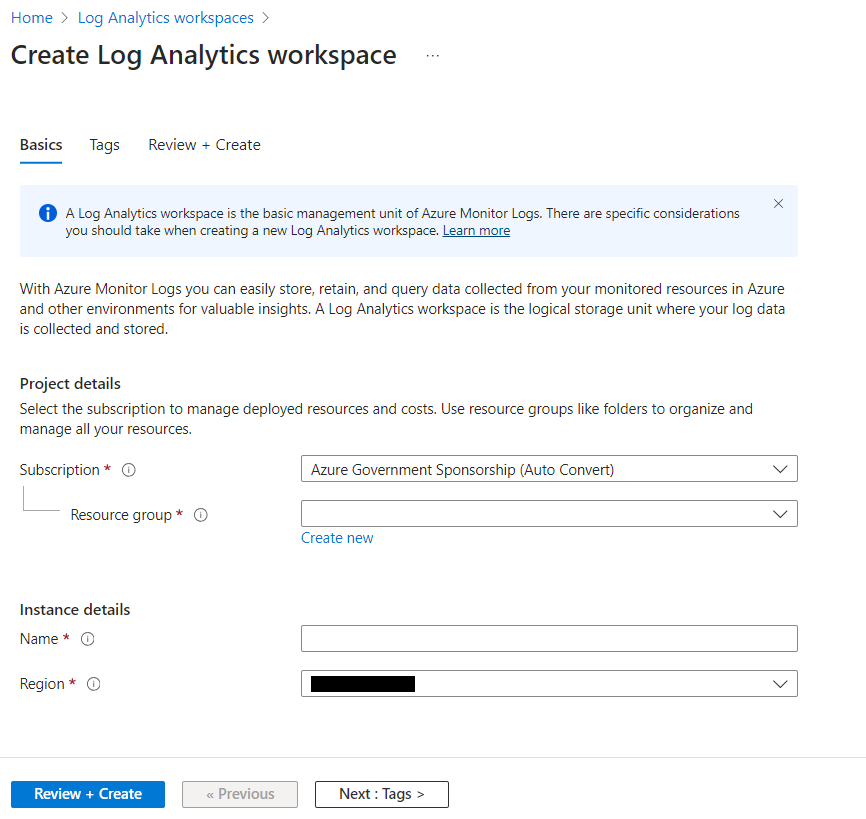 Home > Log Analytics workspaces >
Create Log Analytics workspace ...
Basics Tags Review + Create
A Log Analytics workspace is the basic management unit of Azure Monitor Logs. There are specific considerations
you should take when creating a new Log Analytics workspace. Learn more
With Azure Monitor Logs you can easily store, retain, and query data collected from your monitored resources in Azure
and other environments for valuable insights. A Log Analytics workspace is the logical storage unit where your log data
is collected and stored.
Project details
Select the subscription to manage deployed resources and costs. Use resource groups like folders to organize and
manage all your resources.
Subscription * Azure Government Sponsorship (Auto Convert)
Resource group *
Create new
Instance details
Name *
Region *
Review + Create « Previous Next : Tags >